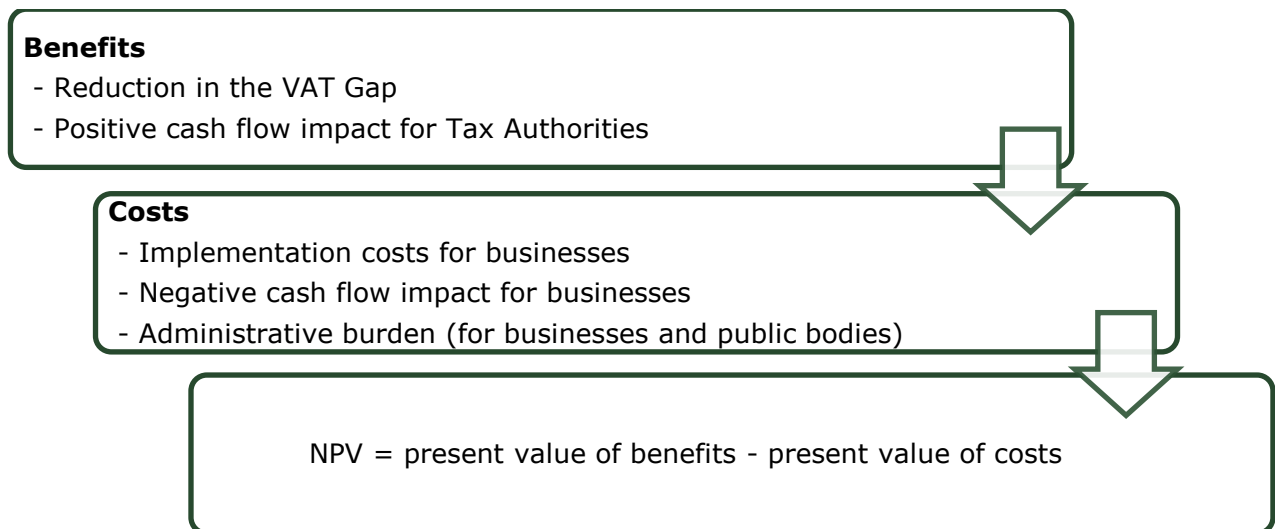 Benefits
- Reduction in the VAT Gap
- Positive cash flow impact for Tax Authorities
Costs
- Implementation costs for businesses
- Negative cash flow impact for businesses
- Administrative burden (for businesses and public bodies)
NPV = present value of benefits - present value of costs